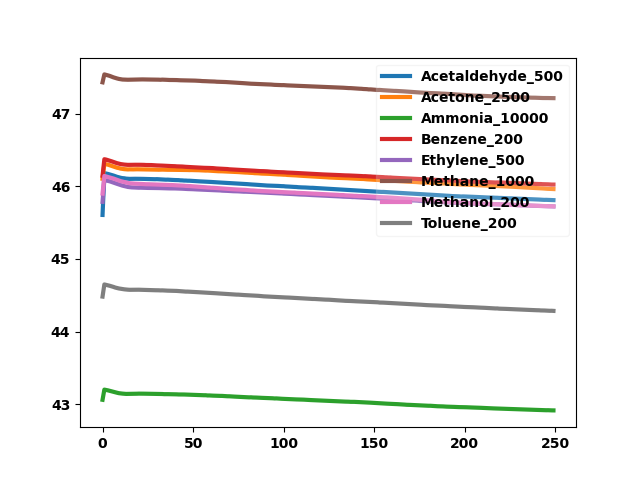 Acetaldehyde_500
Acetone_2500
Ammonia_10000
Benzene_200
Ethylene_500
Methane_1000
Methanol_200
Toluene_200
47
46
45
44
43
0 50 100 150 200 250